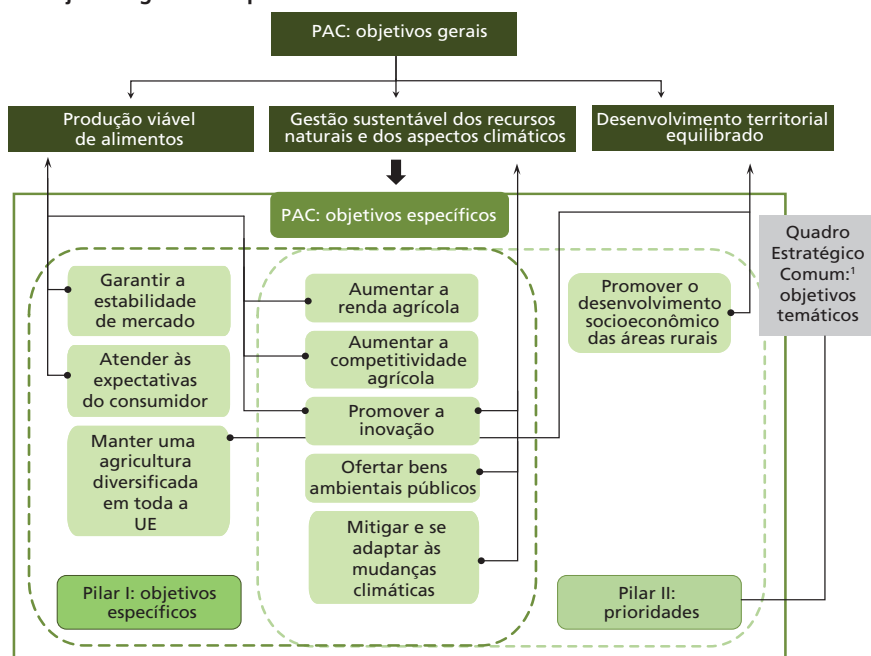 PAC: objetivos gerais
Produção viável
de alimentos
Gestão sustentável dos recursos
naturais e dos aspectos climáticos
Desenvolvimento territorial
equilibrado
PAC: objetivos específicos
Quadro
Estratégico
Comum:¹
objetivos
temáticos
Garantir a
estabilidade
de mercado
Atender às
expectativas
do consumidor
Manter uma
agricultura
diversificada
em toda a
UE
Aumentar a
renda agrícola
Aumentar a
competitividade
agrícola
Promover a
inovação
Ofertar bens
ambientais públicos
Mitigar e se
adaptar às
mudanças
climáticas
Promover o
desenvolvimento
socioeconômico
das áreas rurais
Pilar I: objetivos
específicos
Pilar II:
prioridades